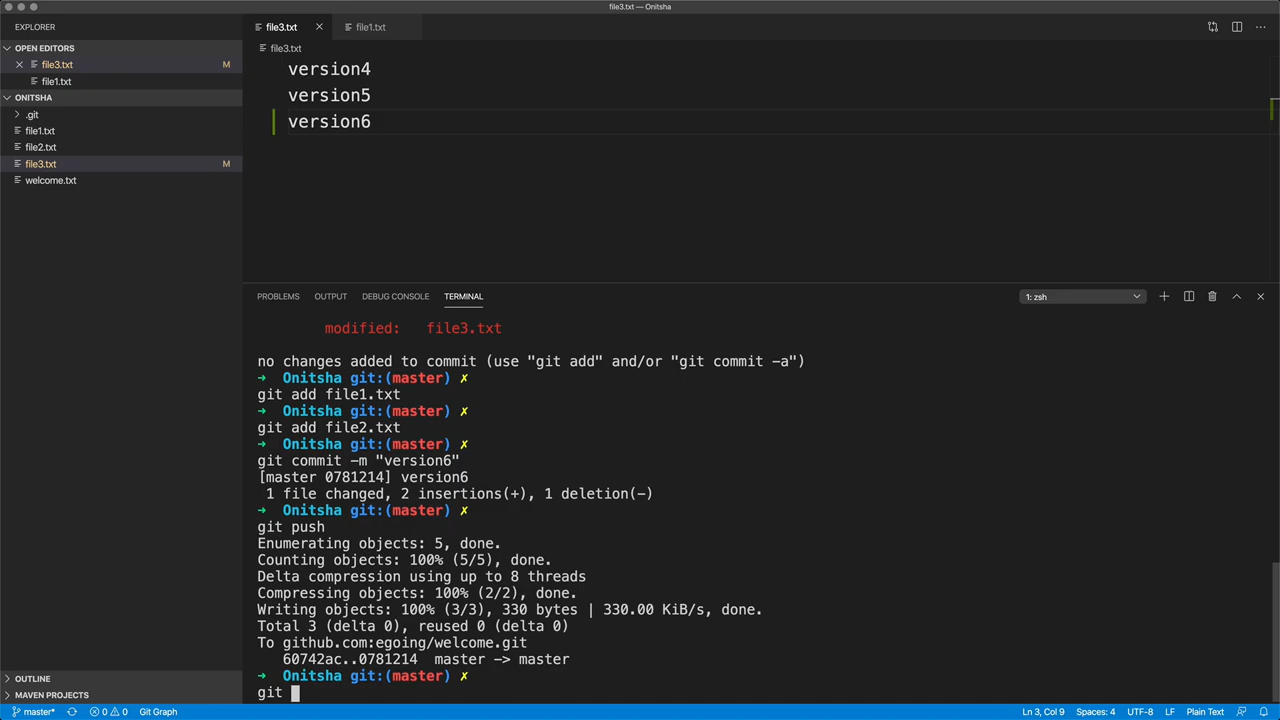 file3.txt — Onitsha
EXPLORER
OPEN EDITORS
file3.txt M
file1.txt
ONITSHA
.git
file1.txt
file2.txt
file3.txt M
welcome.txt
OUTLINE
MAVEN PROJECTS
file3.txt file1.txt
file3.txt
version4
version5
version6
PROBLEMS OUTPUT DEBUG CONSOLE TERMINAL 1: zsh
modified: file3.txt
no changes added to commit (use "git add" and/or "git commit -a")
➜ Onitsha git:(master) ✗
git add file1.txt
➜ Onitsha git:(master) ✗
git add file2.txt
➜ Onitsha git:(master) ✗
git commit -m "version6"
[master 0781214] version6
1 file changed, 2 insertions(+), 1 deletion(-)
➜ Onitsha git:(master) ✗
git push
Enumerating objects: 5, done.
Counting objects: 100% (5/5), done.
Delta compression using up to 8 threads
Compressing objects: 100% (2/2), done.
Writing objects: 100% (3/3), 330 bytes | 330.00 KiB/s, done.
Total 3 (delta 0), reused 0 (delta 0)
To github.com:egoing/welcome.git
60742ac..0781214 master -> master
➜ Onitsha git:(master) ✗
git
master* 0 0 Git Graph Ln 3, Col 9 Spaces: 4 UTF-8 LF Plain Text